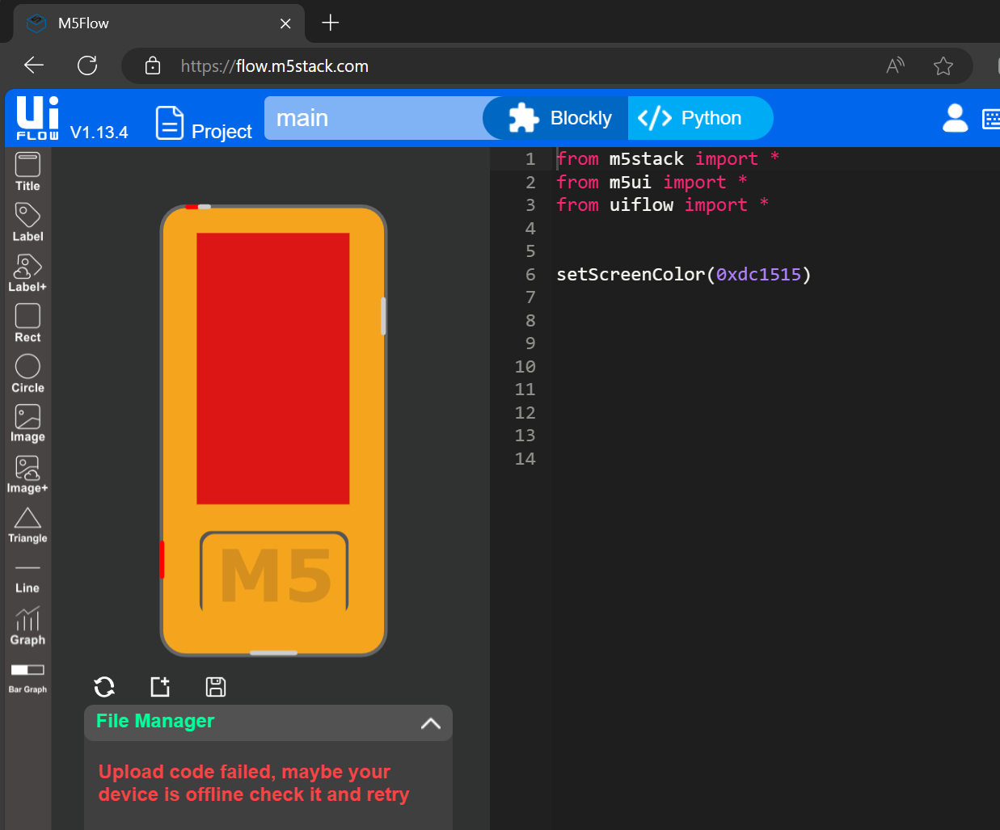 M5Flow
https://flow.m5stack.com
Ui
FLOW
V1.13.4
Project
main
Blockly
</> Python
Title
Label
Label+
Rect
Circle
Image
Image+
Triangle
Line
Graph
Bar Graph
M5
File Manager
Upload code failed, maybe your
device is offline check it and retry
1 from m5stack import *
2 from m5ui import *
3 from uiflow import *
4
5
6 setScreenColor(0xdc1515)
7
8
9
10
11
12
13
14